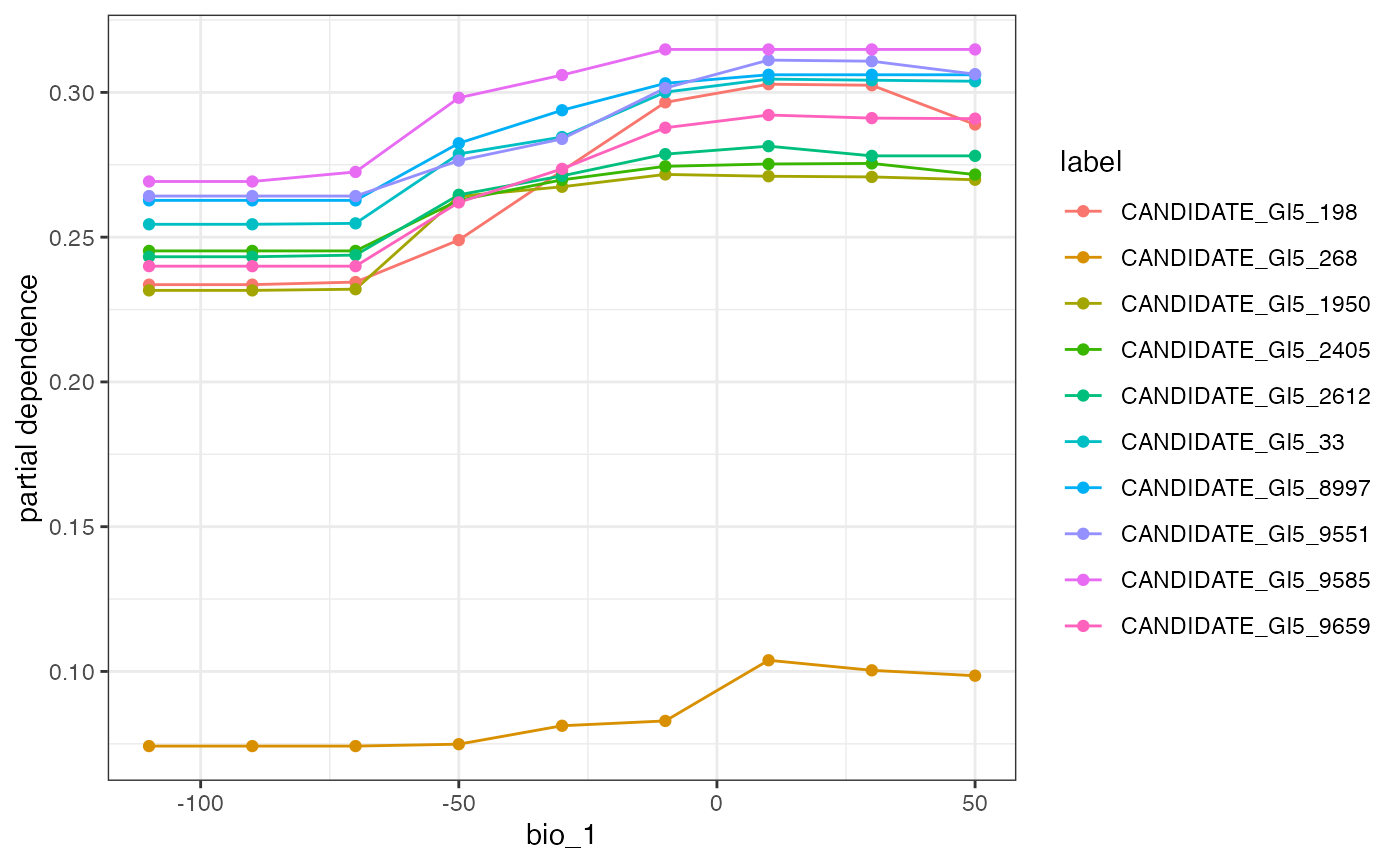 0.30
0.25
0.20
0.15
0.10
partial dependence
-100
-50
0
50
bio_1
label
CANDIDATE_GI5_198
CANDIDATE_GI5_268
CANDIDATE_GI5_1950
CANDIDATE_GI5_2405
CANDIDATE_GI5_2612
CANDIDATE_GI5_33
CANDIDATE_GI5_8997
CANDIDATE_GI5_9551
CANDIDATE_GI5_9585
CANDIDATE_GI5_9659